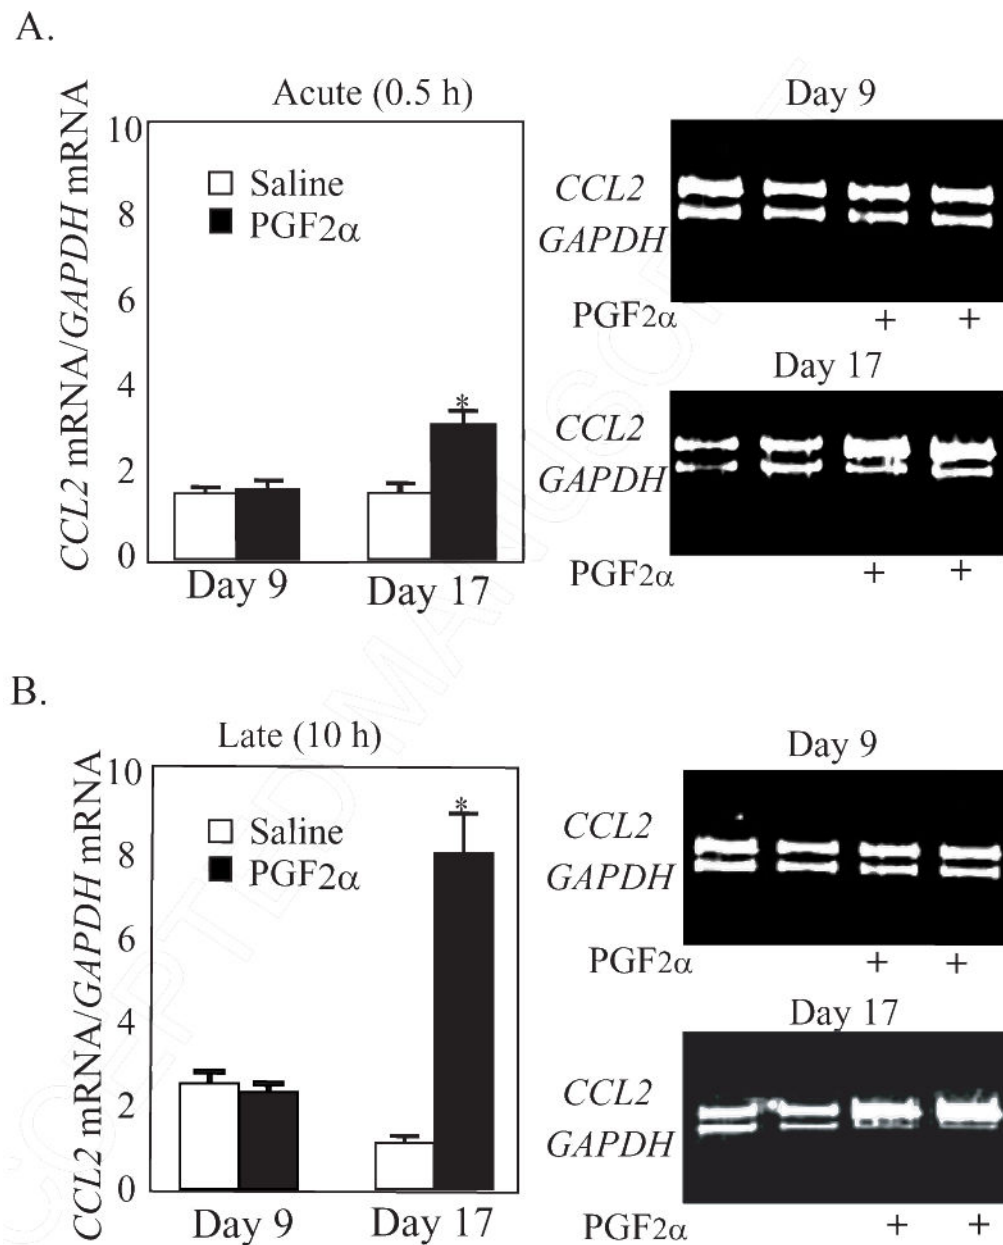 A.
Acute (0.5 h)
CCL2 mRNA/GAPDH mRNA
10
8
6
4
2
0
Saline
PGF2α
*
Day 9
Day 17
Day 9
CCL2
GAPDH
PGF2α
+
+
Day 17
CCL2
GAPDH
PGF2α
+
+
B.
Late (10 h)
CCL2 mRNA/GAPDH mRNA
10
8
6
4
2
0
Saline
PGF2α
*
Day 9
Day 17
Day 9
CCL2
GAPDH
PGF2α
+
+
Day 17
CCL2
GAPDH
PGF2α
+
+